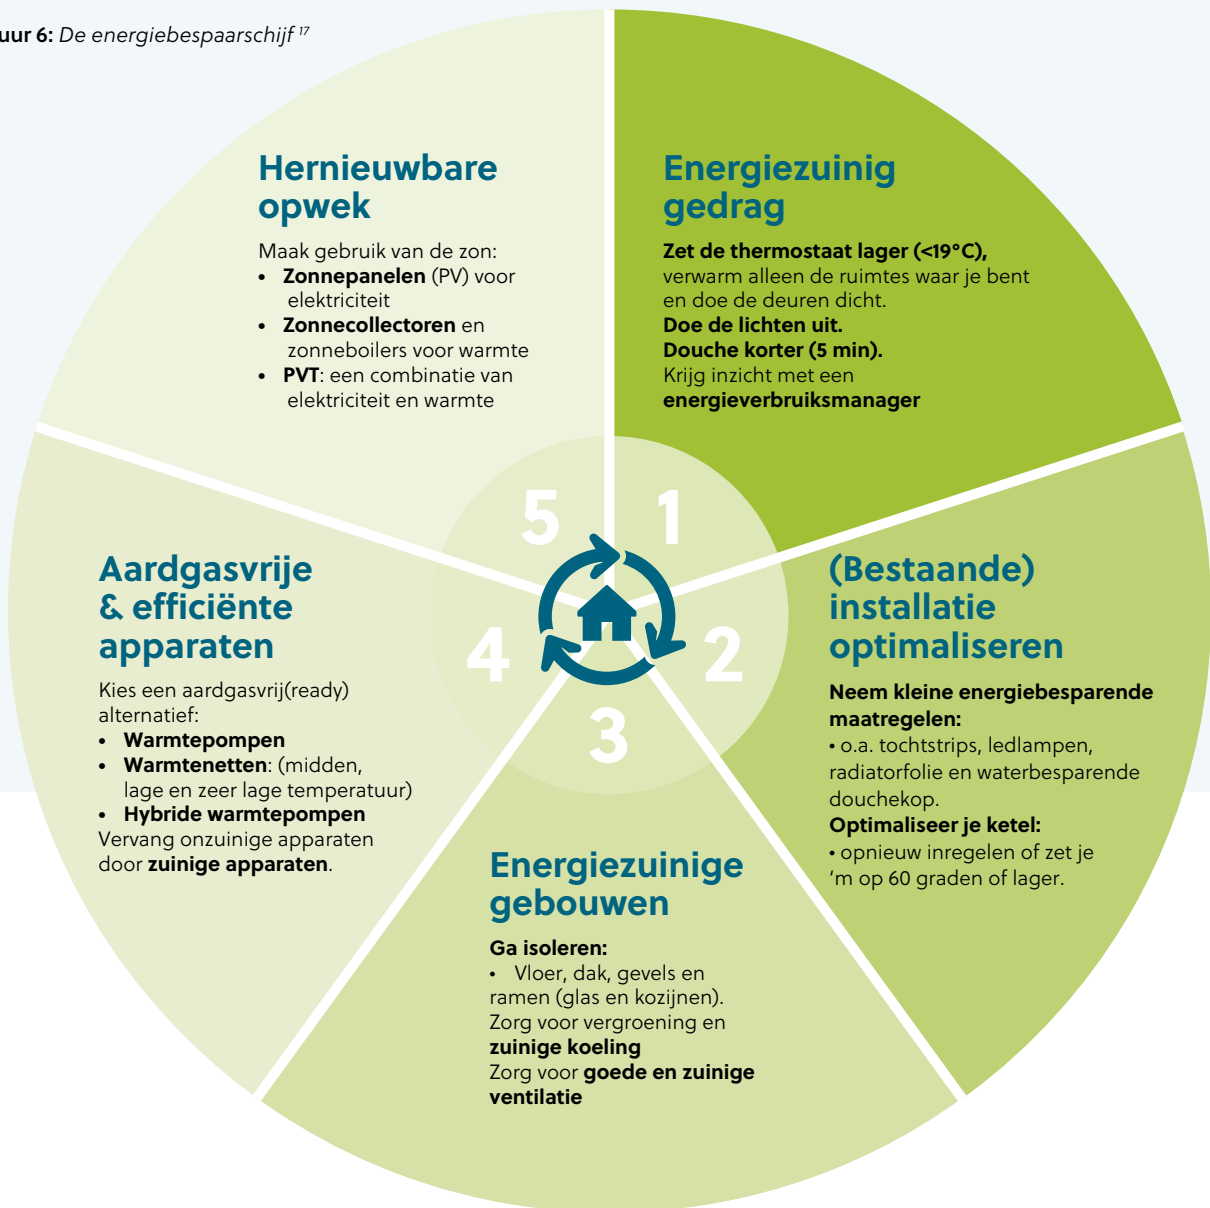 uur 6: De energiebespaarschijf 17
Hernieuwbare
opwek
Maak gebruik van de zon:
• Zonnepanelen (PV) voor
elektriciteit
• Zonnecollectoren en
zonneboilers voor warmte
• PVT: een combinatie van
elektriciteit en warmte
Energiezuinig
gedrag
Zet de thermostaat lager (<19°C),
verwarm alleen de ruimtes waar je bent
en doe de deuren dicht.
Doe de lichten uit.
Douche korter (5 min).
Krijg inzicht met een
energieverbruiksmanager
5
1
4
2
3
Aardgasvrije
& efficiënte
apparaten
Kies een aardgasvrij(ready)
alternatief:
• Warmtepompen
• Warmtenetten: (midden,
lage en zeer lage temperatuur)
• Hybride warmtepompen
Vervang onzuinige apparaten
door zuinige apparaten.
(Bestaande)
installatie
optimaliseren
Neem kleine energiebesparende
maatregelen:
• o.a. tochtstrips, ledlampen,
radiatorfolie en waterbesparende
douchekop.
Optimaliseer je ketel:
• opnieuw inregelen of zet je
‘m op 60 graden of lager.
Energiezuinige
gebouwen
Ga isoleren:
• Vloer, dak, gevels en
ramen (glas en kozijnen).
Zorg voor vergroening en
zuinige koeling
Zorg voor goede en zuinige
ventilatie